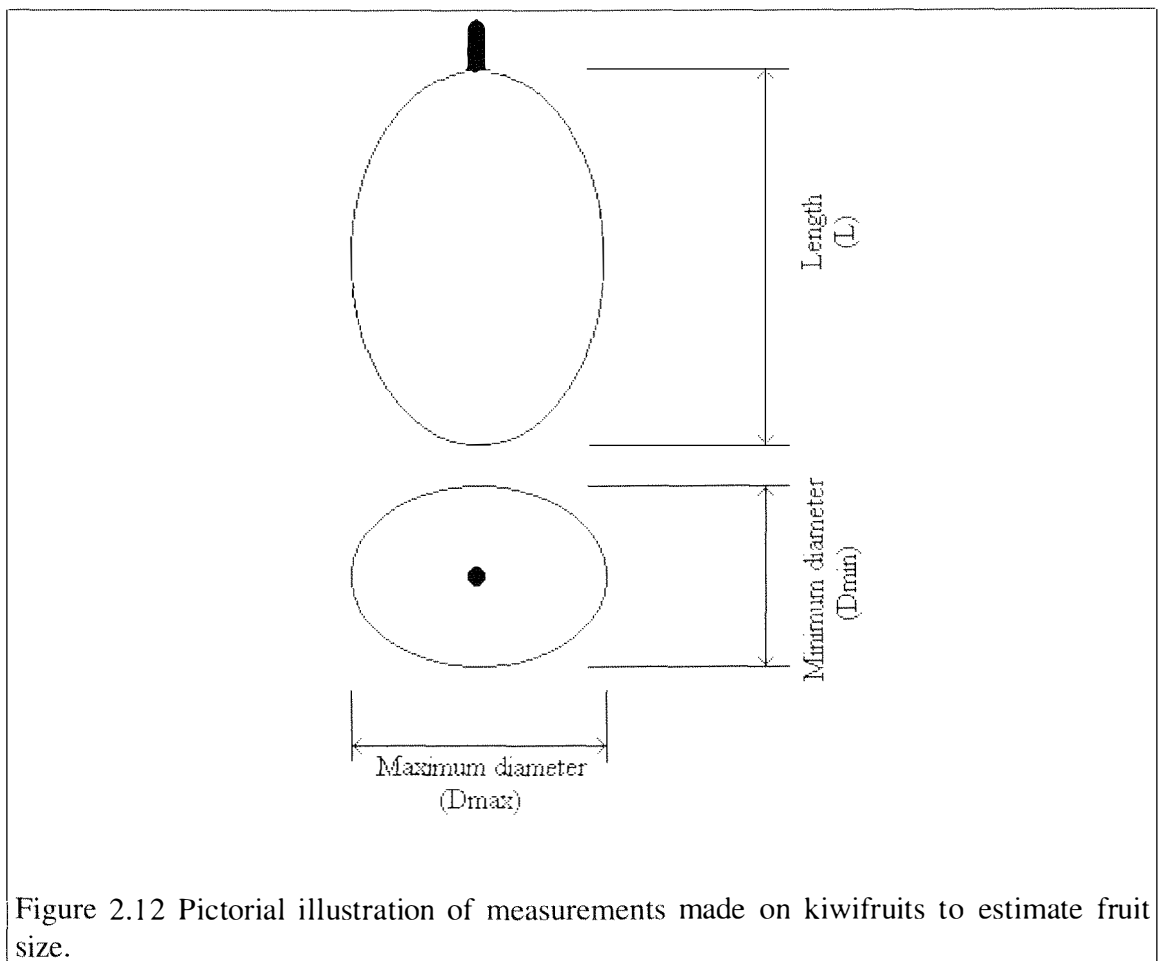 Length
(L)
Minimum diameter
(Dmin)
Maximum diameter
(Dmax)
Figure 2.12 Pictorial illustration of measurements made on kiwifruits to estimate fruit
size.